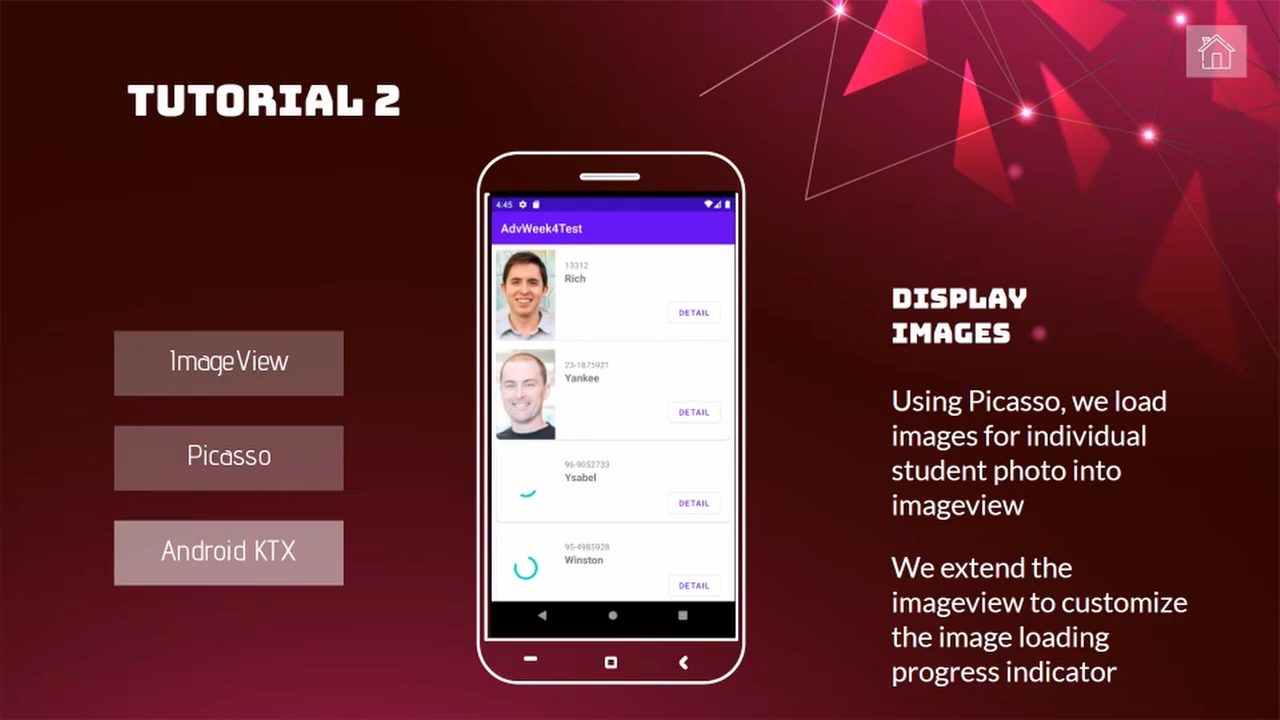 TUTORIAL 2
ImageView
Picasso
Android KTX
4:45
AdvWeek4Test
13312
Rich
DETAIL
23-1875921
Yankee
DETAIL
96-9052733
Ysabel
DETAIL
95-4985928
Winston
DETAIL
DISPLAY
IMAGES
Using Picasso, we load
images for individual
student photo into
imageview
We extend the
imageview to customize
the image loading
progress indicator